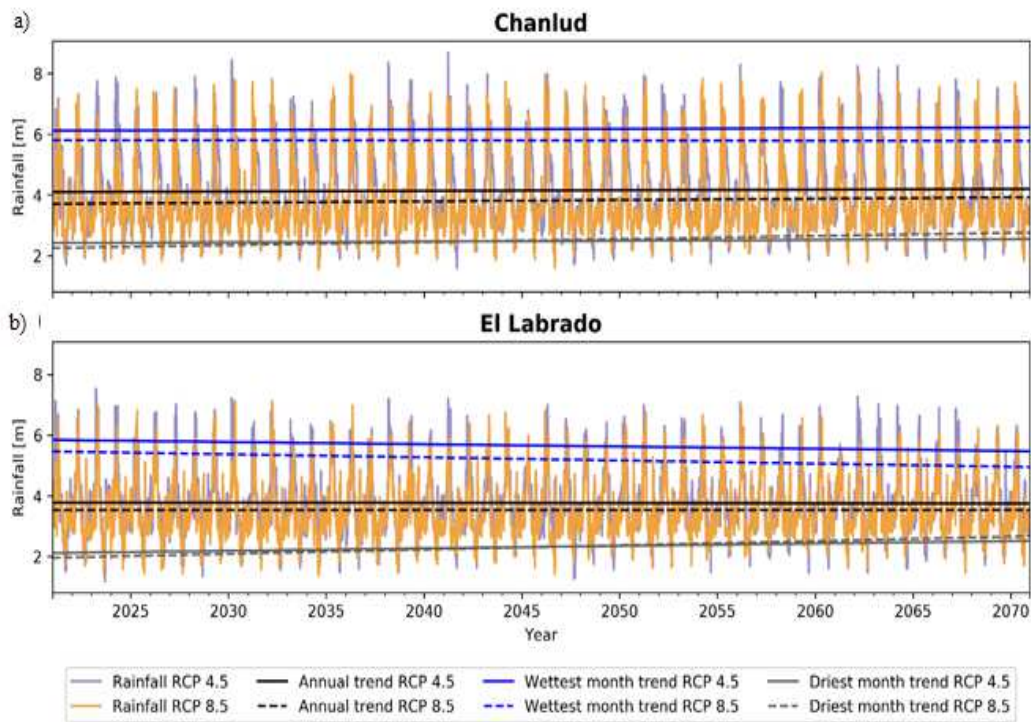 a)
Chanlud
8
6
4
2
Rainfall [m]
b)
El Labrado
8
6
4
2
Rainfall [m]
2025 2030 2035 2040 2045 2050 2055 2060 2065 2070
Year
Rainfall RCP 4.5 Annual trend RCP 4.5 Wettest month trend RCP 4.5 Driest month trend RCP 4.5
Rainfall RCP 8.5 Annual trend RCP 8.5 Wettest month trend RCP 8.5 Driest month trend RCP 8.5